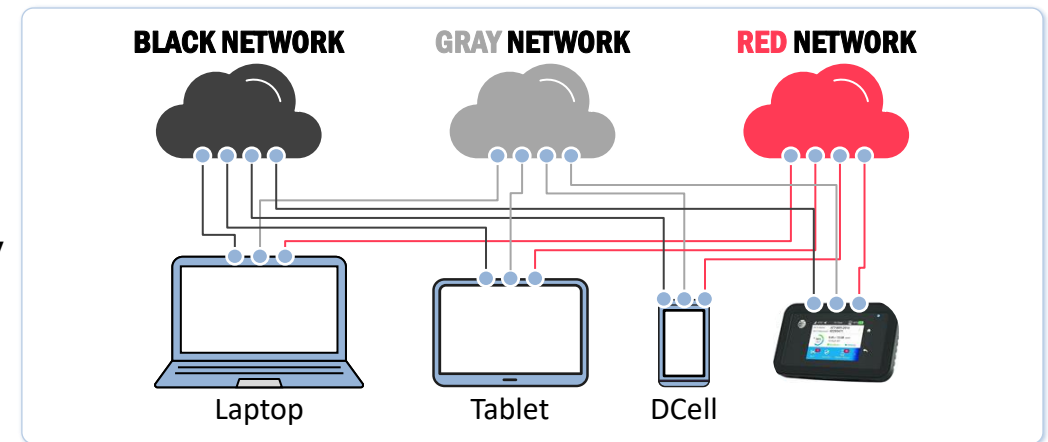 BLACK NETWORK
GRAY NETWORK
RED NETWORK
Laptop
Tablet
DCell